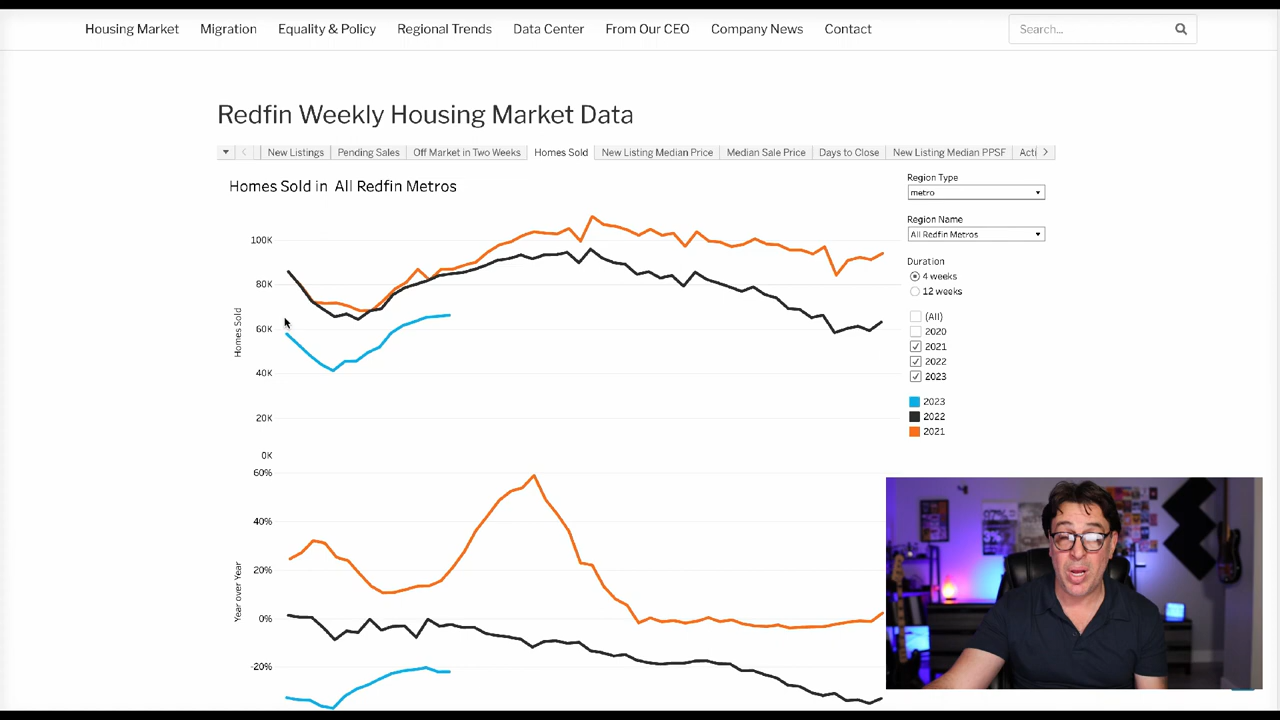 Housing Market Migration Equality & Policy Regional Trends Data Center From Our CEO Company News Contact Search...
Redfin Weekly Housing Market Data
New Listings Pending Sales Off Market in Two Weeks Homes Sold New Listing Median Price Median Sale Price Days to Close New Listing Median PPSF Acti
Homes Sold in All Redfin Metros
Region Type
metro
Region Name
All Redfin Metros
Duration
4 weeks
12 weeks
(All)
2020
2021
2022
2023
2023
2022
2021
100K
80K
60K
40K
20K
0K
Homes Sold
60%
40%
20%
0%
-20%
Year over Year